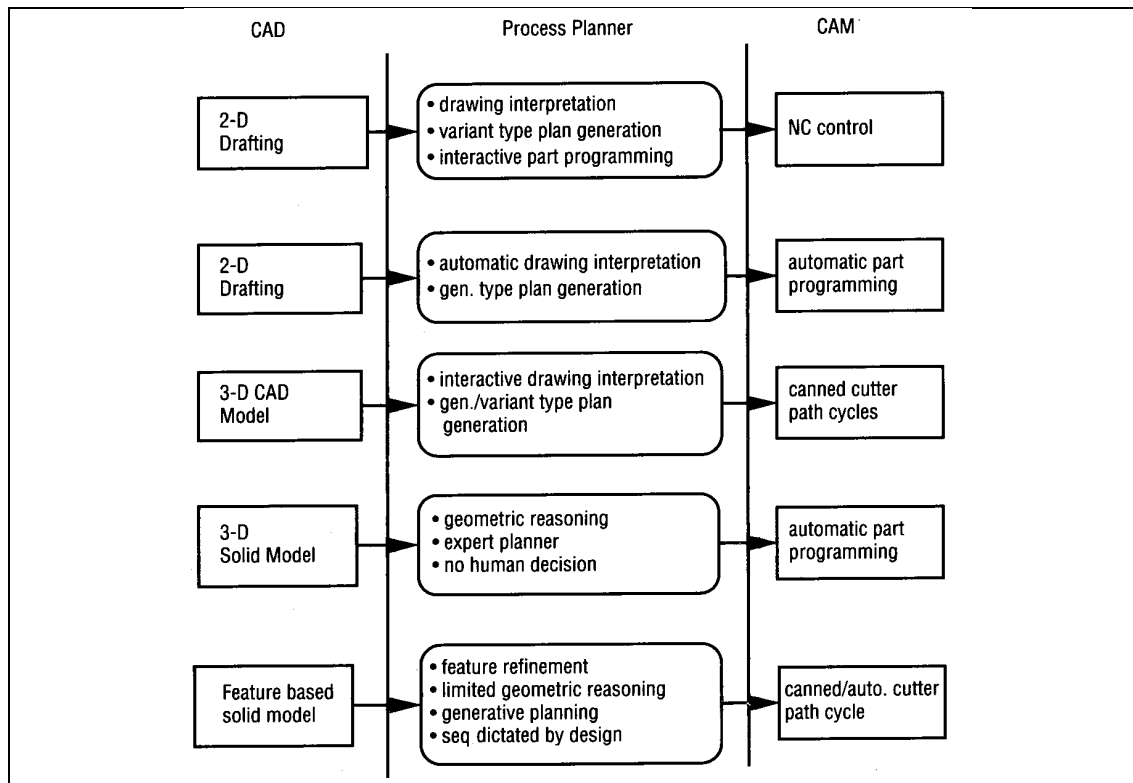 CAD
Process Planner
CAM
2-D
Drafting
• drawing interpretation
• variant type plan generation
• interactive part programming
NC control
2-D
Drafting
• automatic drawing interpretation
• gen. type plan generation
automatic part
programming
3-D CAD
Model
• interactive drawing interpretation
• gen./variant type plan
generation
canned cutter
path cycles
3-D
Solid Model
• geometric reasoning
• expert planner
• no human decision
automatic part
programming
Feature based
solid model
• feature refinement
• limited geometric reasoning
• generative planning
• seq dictated by design
canned/auto. cutter
path cycle